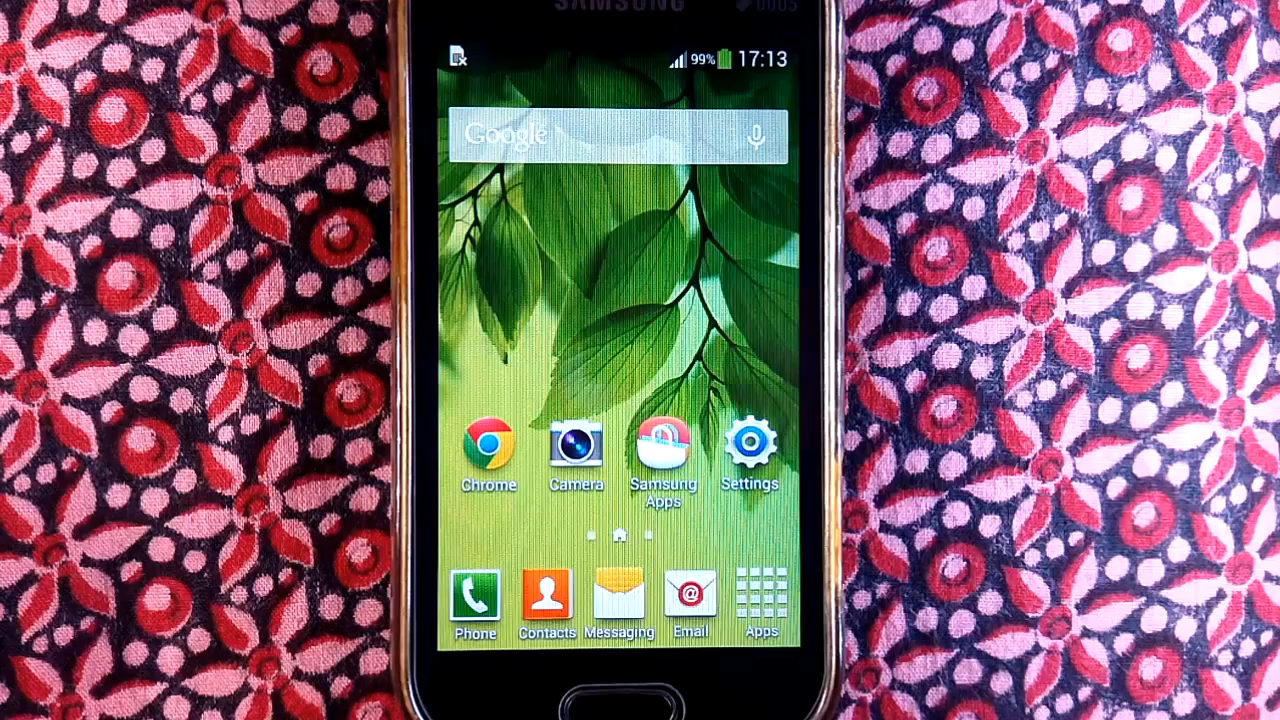 SAMSUNG
99% 17:13
Google
Chrome Camera Samsung Apps Settings
Phone Contacts Messaging Email Apps